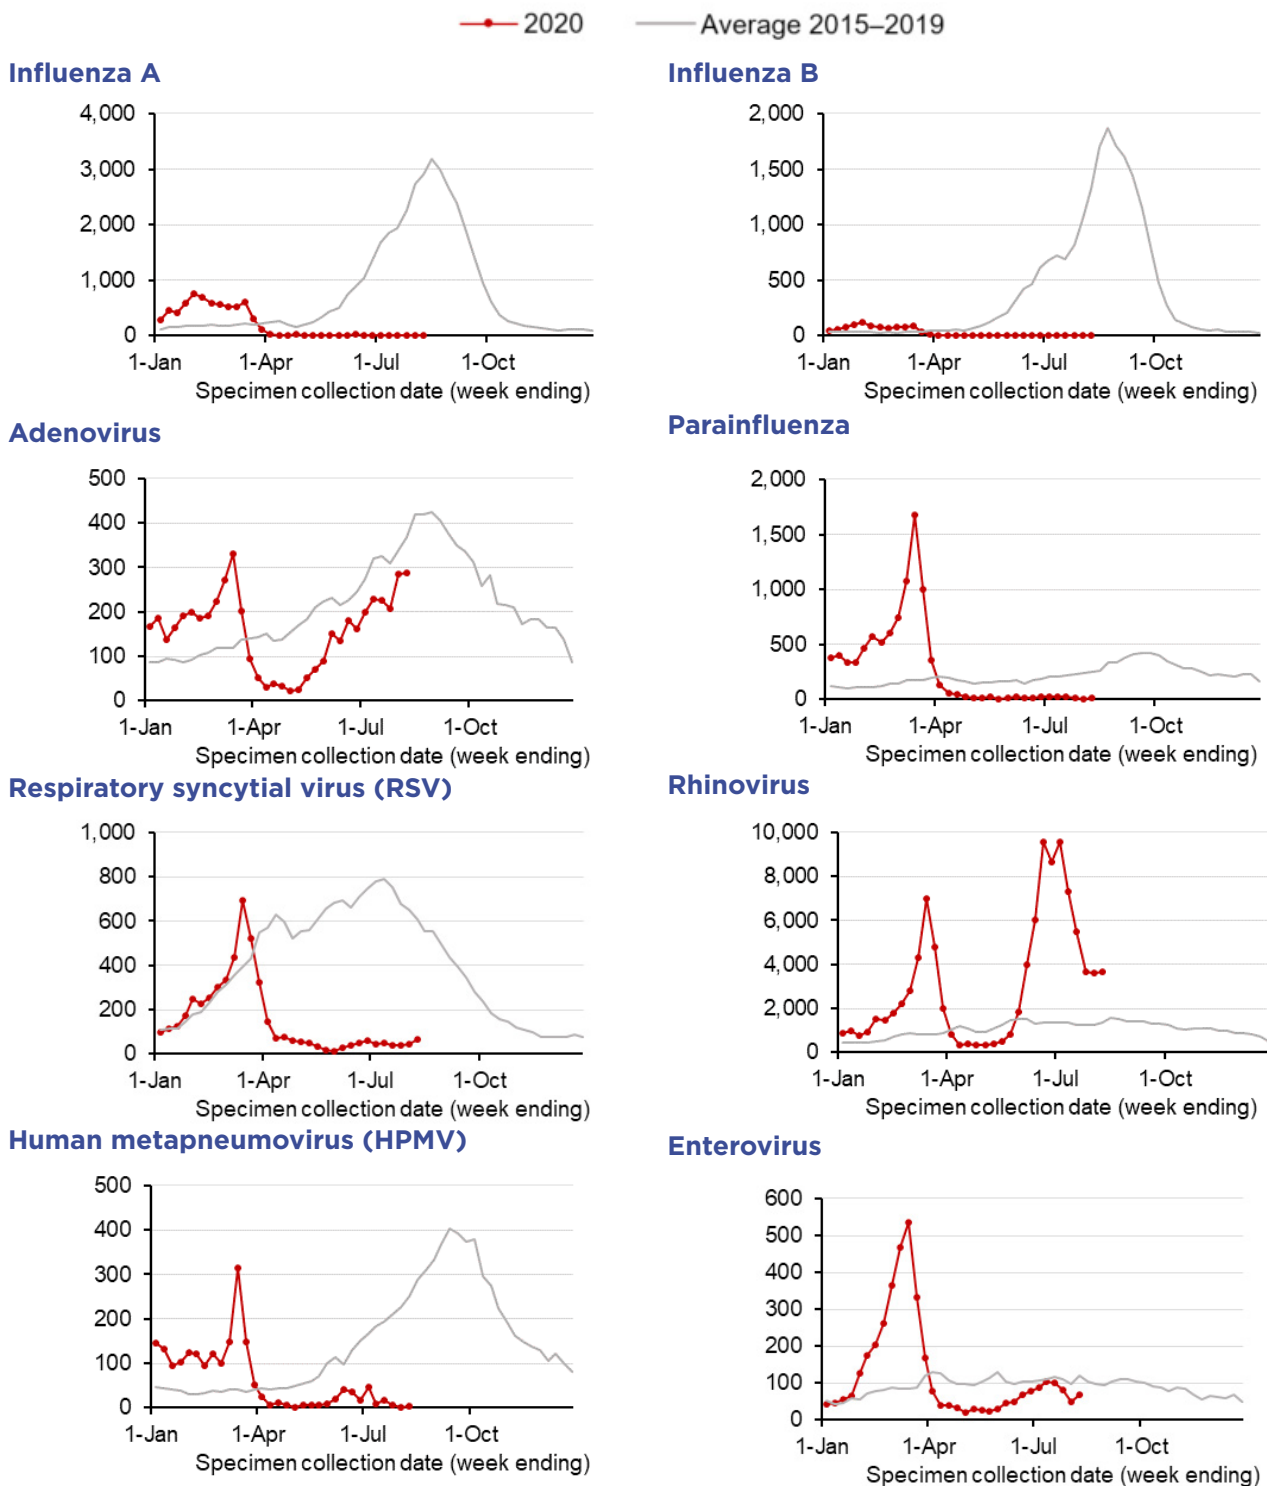 2020 Average 2015–2019
Influenza A
4,000
3,000
2,000
1,000
0
1-Jan 1-Apr 1-Jul 1-Oct
Specimen collection date (week ending)
Influenza B
2,000
1,500
1,000
500
0
1-Jan 1-Apr 1-Jul 1-Oct
Specimen collection date (week ending)
Adenovirus
500
400
300
200
100
0
1-Jan 1-Apr 1-Jul 1-Oct
Specimen collection date (week ending)
Parainfluenza
2,000
1,500
1,000
500
0
1-Jan 1-Apr 1-Jul 1-Oct
Specimen collection date (week ending)
Respiratory syncytial virus (RSV)
1,000
800
600
400
200
0
1-Jan 1-Apr 1-Jul 1-Oct
Specimen collection date (week ending)
Rhinovirus
10,000
8,000
6,000
4,000
2,000
0
1-Jan 1-Apr 1-Jul 1-Oct
Specimen collection date (week ending)
Human metapneumovirus (HPMV)
500
400
300
200
100
0
1-Jan 1-Apr 1-Jul 1-Oct
Specimen collection date (week ending)
Enterovirus
600
500
400
300
200
100
0
1-Jan 1-Apr 1-Jul 1-Oct
Specimen collection date (week ending)